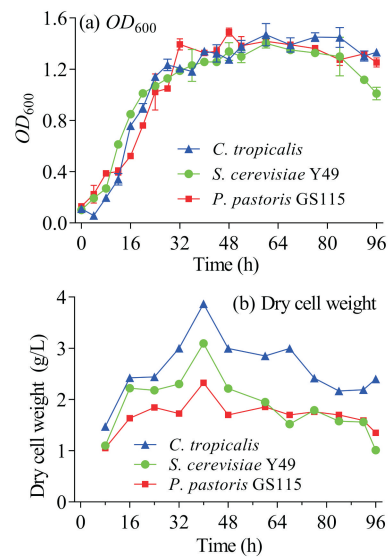 (a) OD600
OD600
1.6
1.2
0.8
0.4
0.0
C. tropicalis
S. cerevisiae Y49
P. pastoris GS115
0 16 32 48 64 80 96
Time (h)
(b) Dry cell weight
Dry cell weight (g/L)
4
3
2
1
0
C. tropicalis
S. cerevisiae Y49
P. pastoris GS115
0 16 32 48 64 80 96
Time (h)